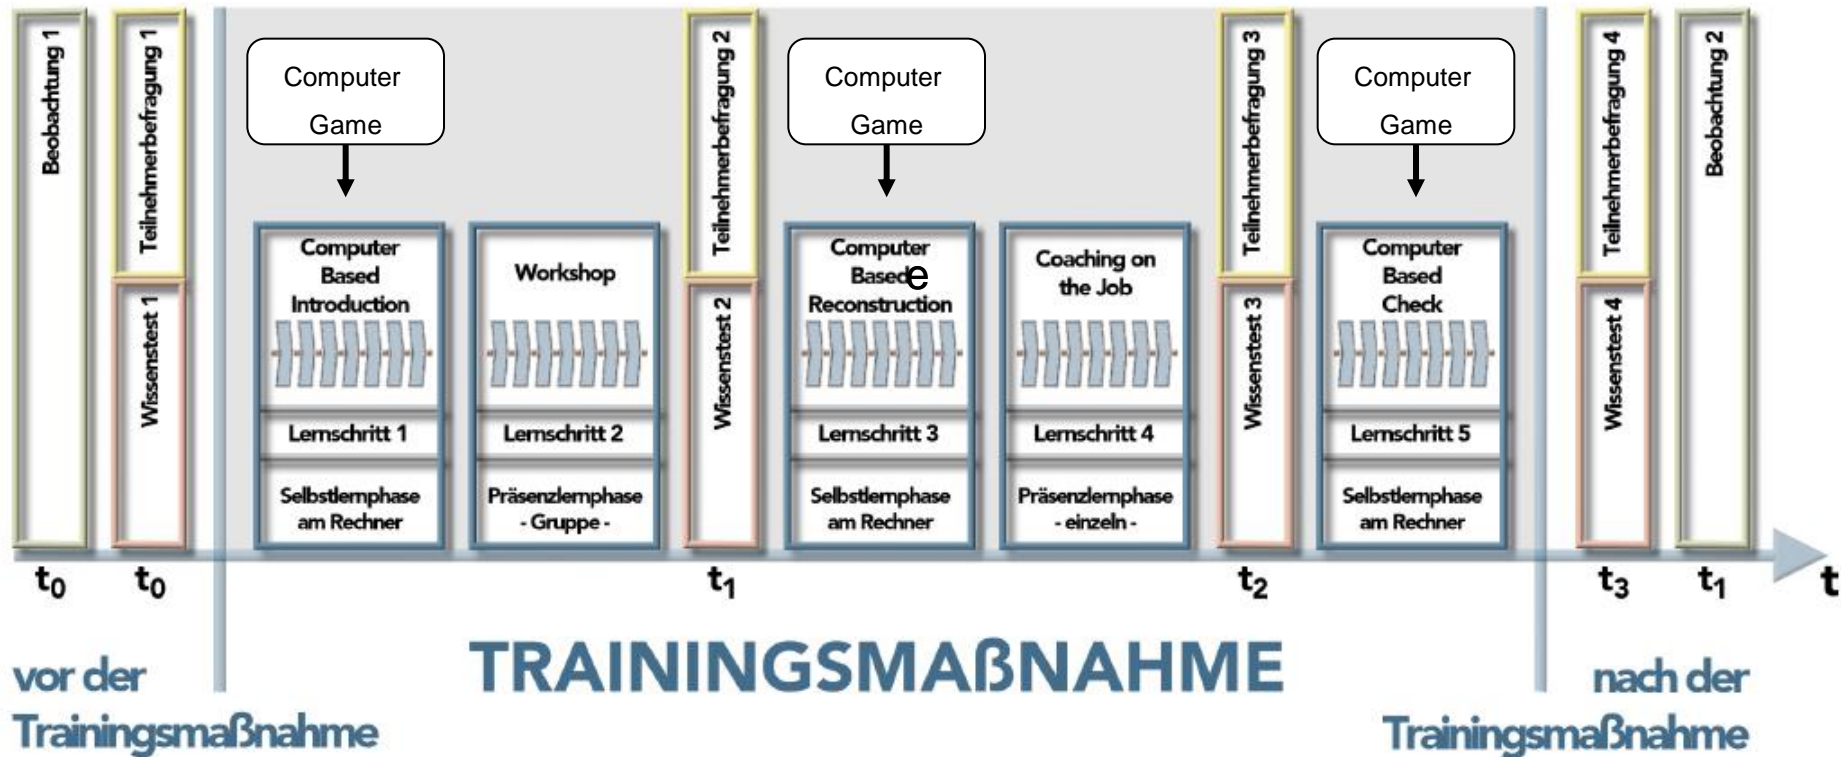 Beobachtung 1
Teilnehmerbefragung 1
Wissenstest 1
Computer
Game
Computer
Based
Introduction
Lernschritt 1
Selbstlernphase
am Rechner
Workshop
Lernschritt 2
Präsenzlernphase
- Gruppe -
Teilnehmerbefragung 2
Wissenstest 2
Computer
Game
Computer
Based e
Reconstruction
Lernschritt 3
Selbstlernphase
am Rechner
Coaching on
the Job
Lernschritt 4
Präsenzlernphase
- einzeln -
Teilnehmerbefragung 3
Wissenstest 3
Computer
Game
Computer
Based
Check
Lernschritt 5
Selbstlernphase
am Rechner
Teilnehmerbefragung 4
Wissenstest 4
Beobachtung 2
t0
t0
t1
t2
t3
t1
t
vor der
Trainingsmaßnahme
TRAININGSMAßNAHME
nach der
Trainingsmaßnahme